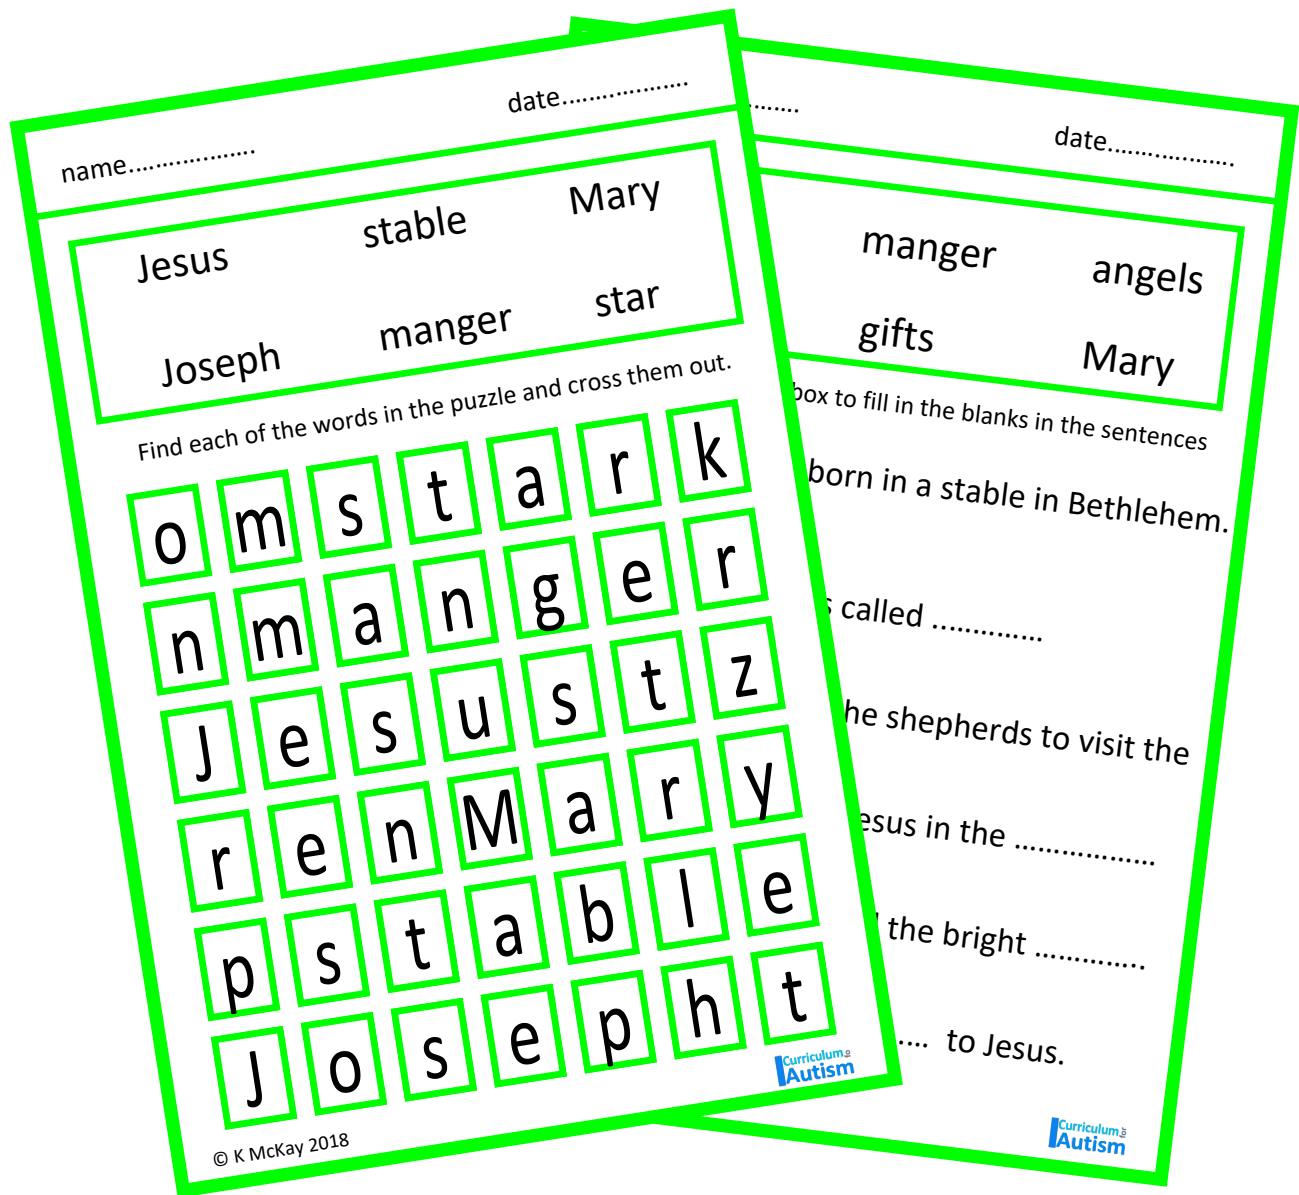 name..................
date...................
Jesus stable Mary
Joseph manger star
Find each of the words in the puzzle and cross them out.
o m s t a r k
n m a n g e r
J e s u s t z
r e n M a r y
p s t a b l e
J o s e p h t
Curriculum for
Autism
© K McKay 2018
........
date...................
manger angels
gifts Mary
box to fill in the blanks in the sentences
born in a stable in Bethlehem.
called .............
shepherds to visit the
in the ................
the bright .............
.... to Jesus.
Curriculum for
Autism